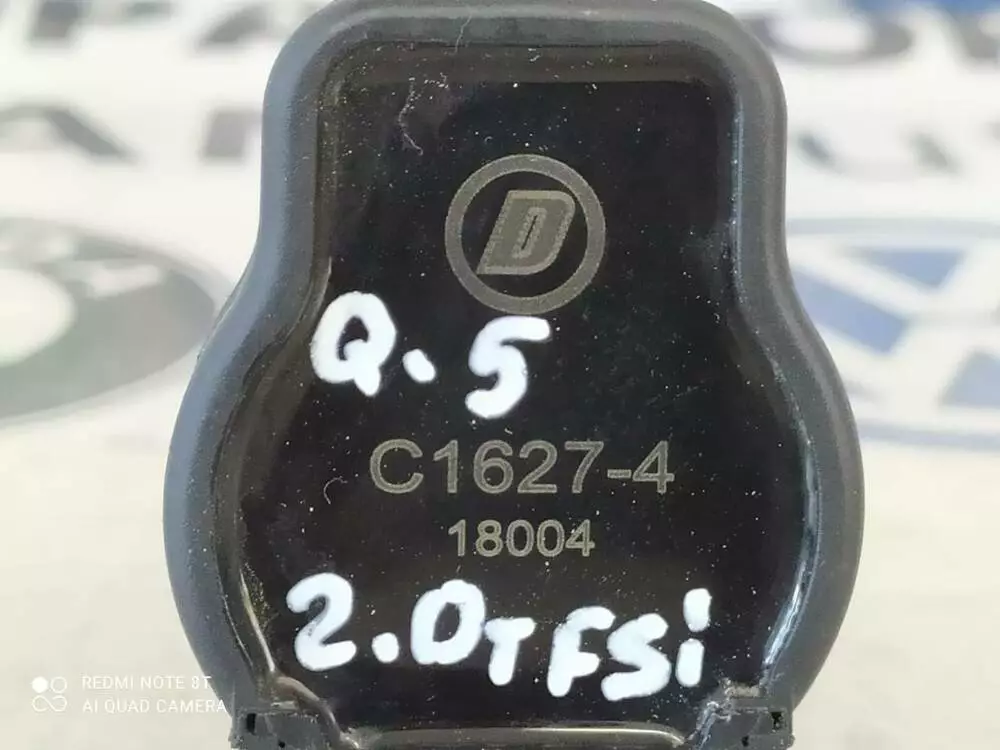 D
Q.5
C1627-4
18004
2.0TFSi
REDMI NOTE 8T
AI QUAD CAMERA